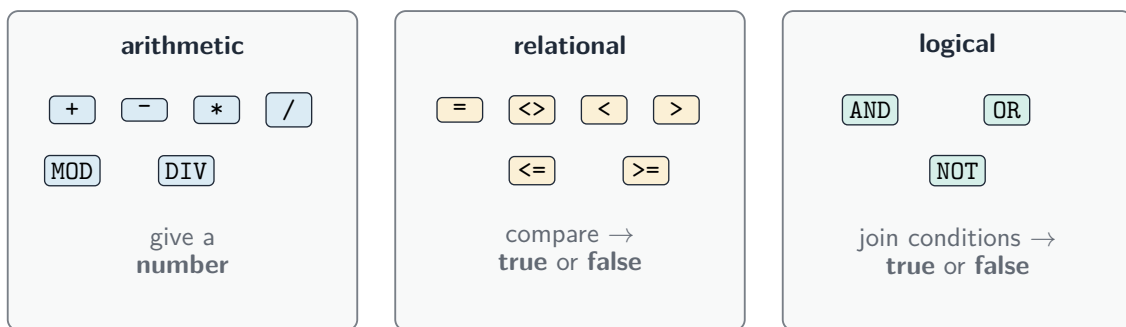 arithmetic
+ - * /
MOD DIV
give a
number
relational
= <> < >
<= >=
compare →
true or false
logical
AND OR
NOT
join conditions →
true or false